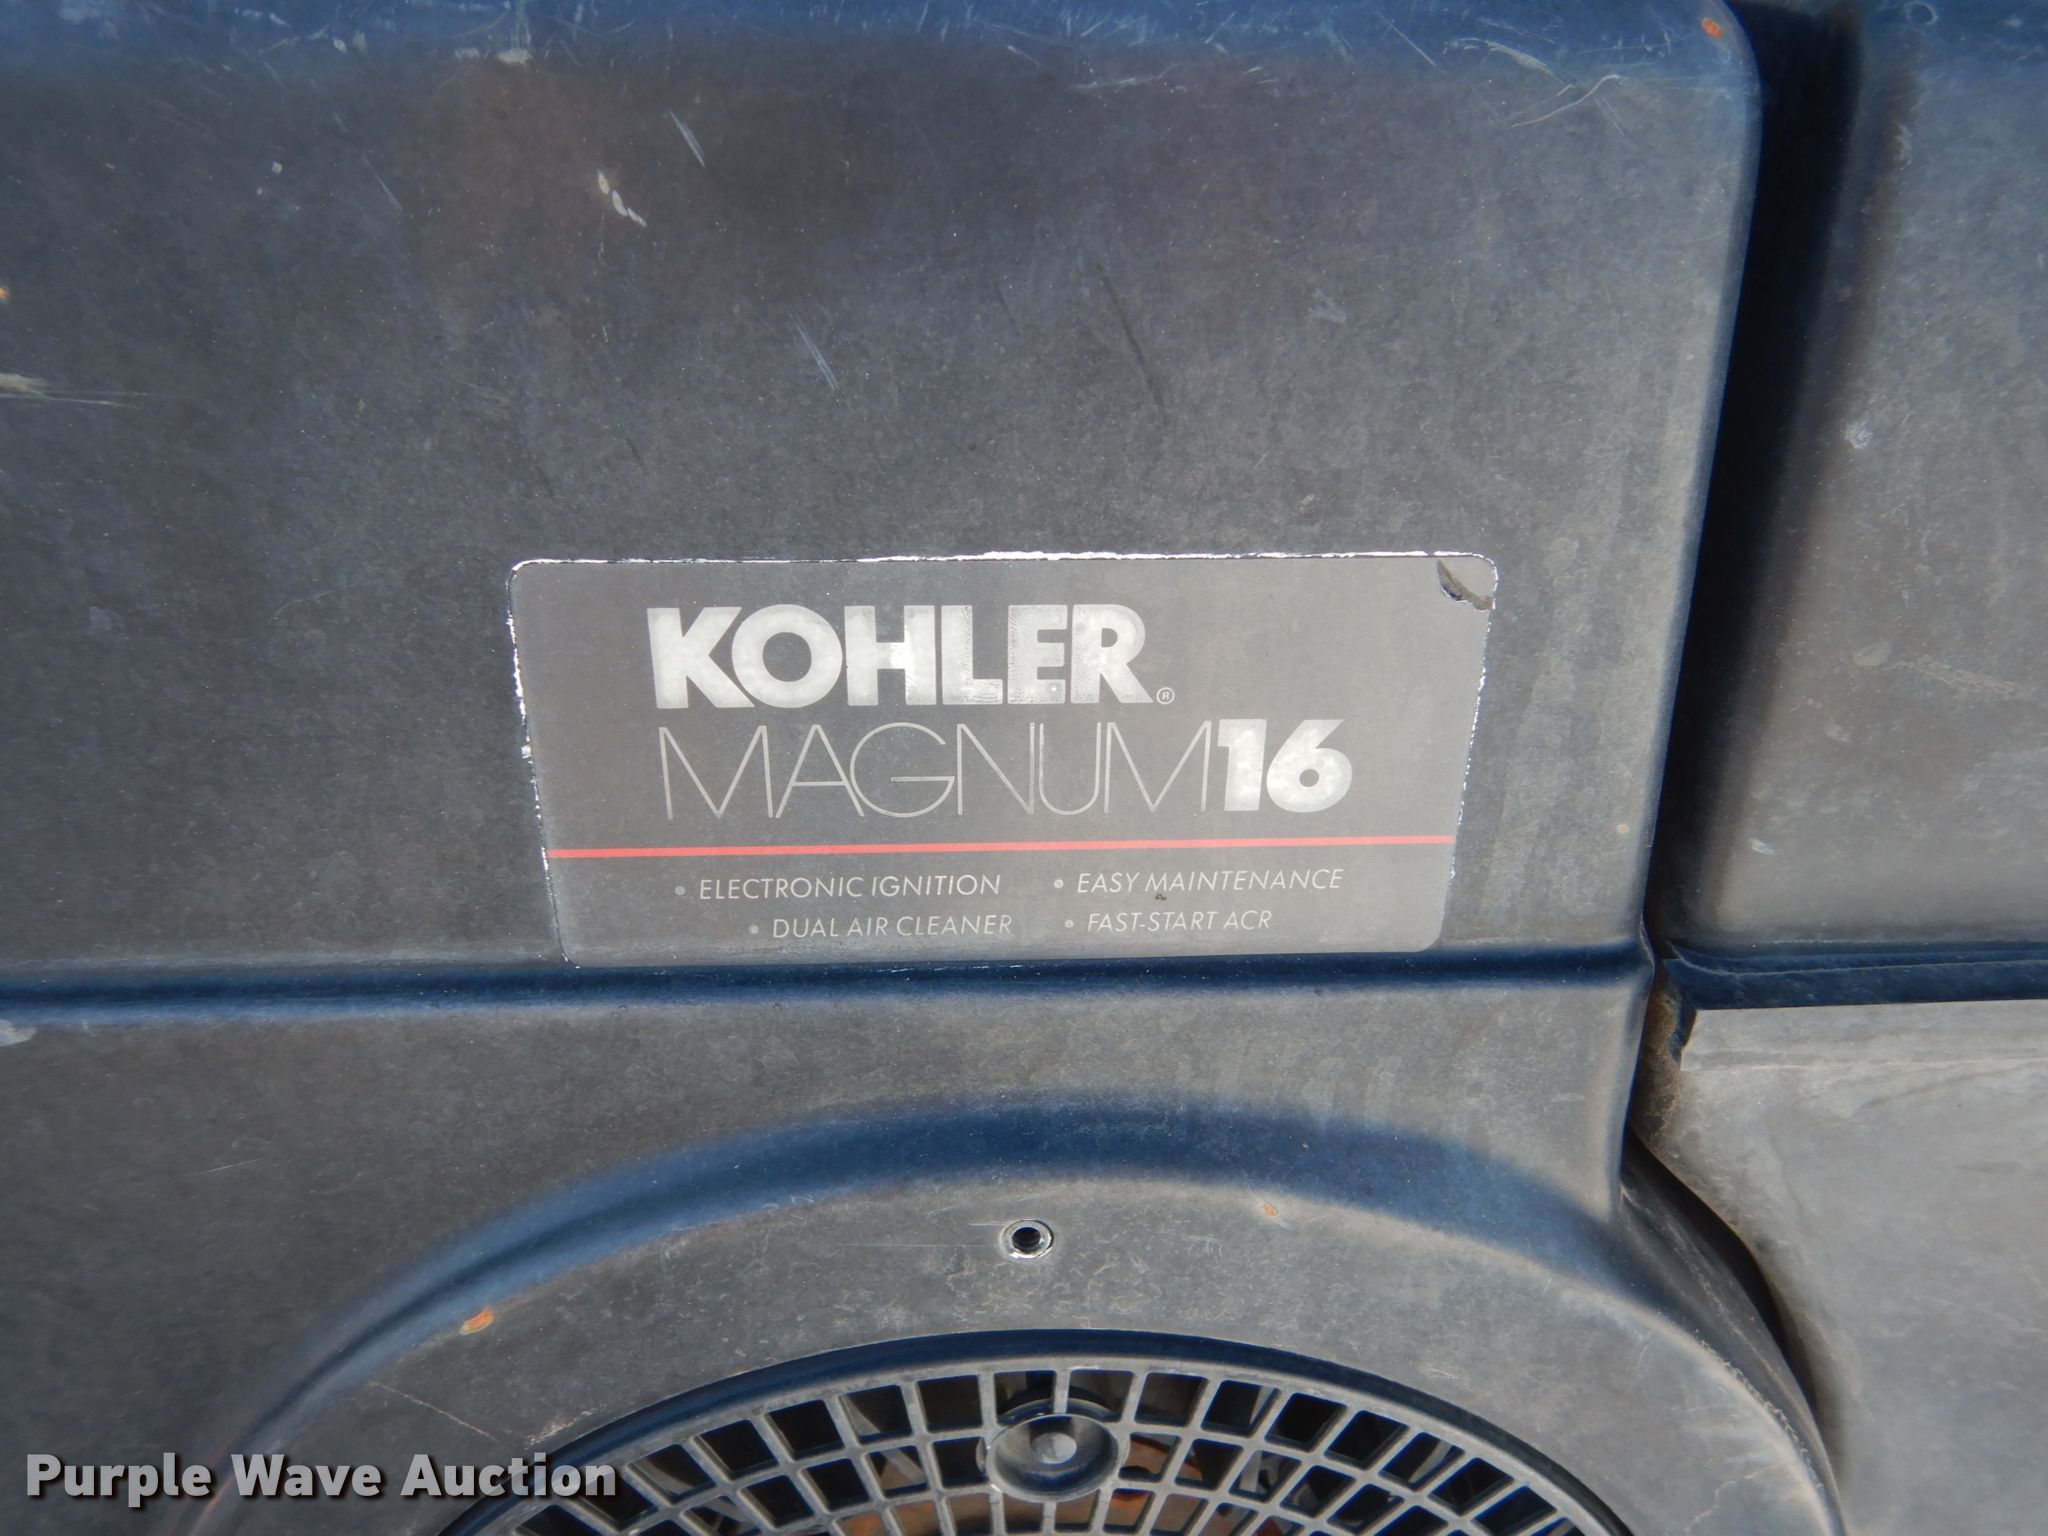 KOHLER®
MAGNUM16
• ELECTRONIC IGNITION • EASY MAINTENANCE
• DUAL AIR CLEANER • FAST-START ACR
Purple Wave Auction